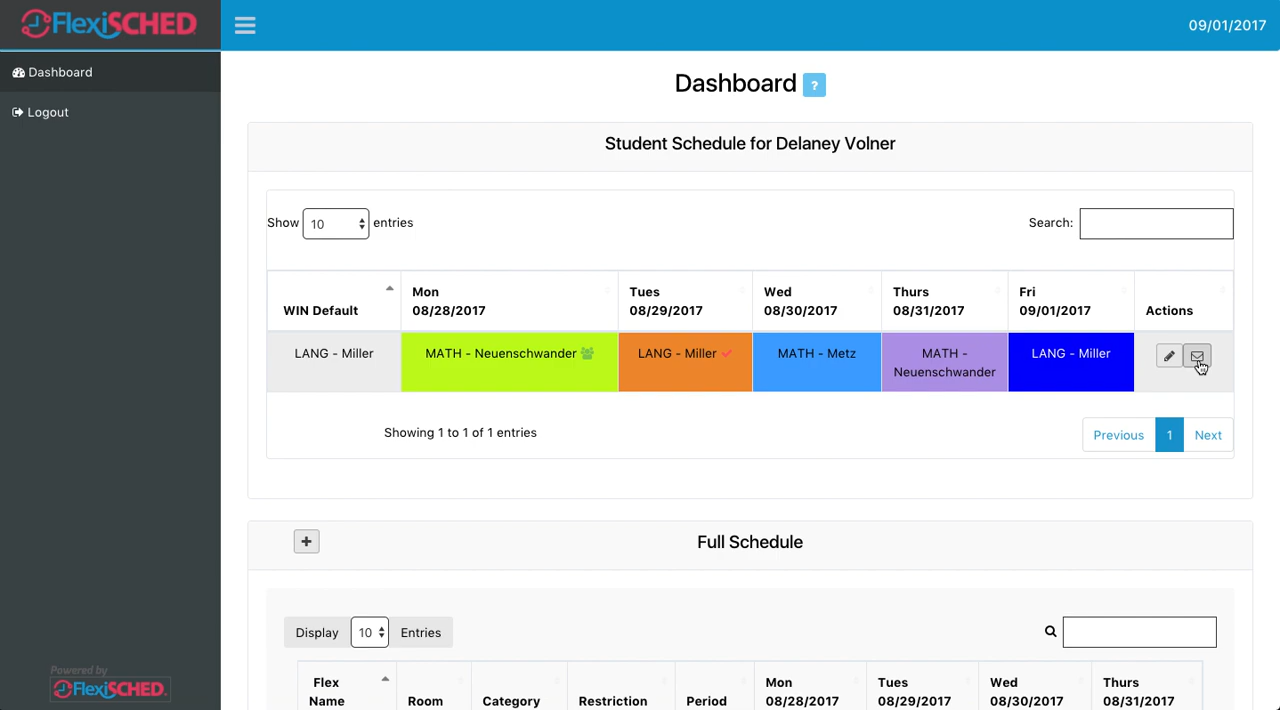 FlexiSCHED
09/01/2017
Dashboard
Logout
Dashboard ?
Student Schedule for Delaney Volner
Show 10 entries
Search:
WIN Default
Mon
08/28/2017
Tues
08/29/2017
Wed
08/30/2017
Thurs
08/31/2017
Fri
09/01/2017
Actions
LANG - Miller
MATH - Neuenschwander
LANG - Miller
MATH - Metz
MATH -
Neuenschwander
LANG - Miller
Showing 1 to 1 of 1 entries
Previous 1 Next
+
Full Schedule
Display 10 Entries
Flex
Name
Room
Category
Restriction
Period
Mon
08/28/2017
Tues
08/29/2017
Wed
08/30/2017
Thurs
08/31/2017
Powered by
FlexiSCHED.